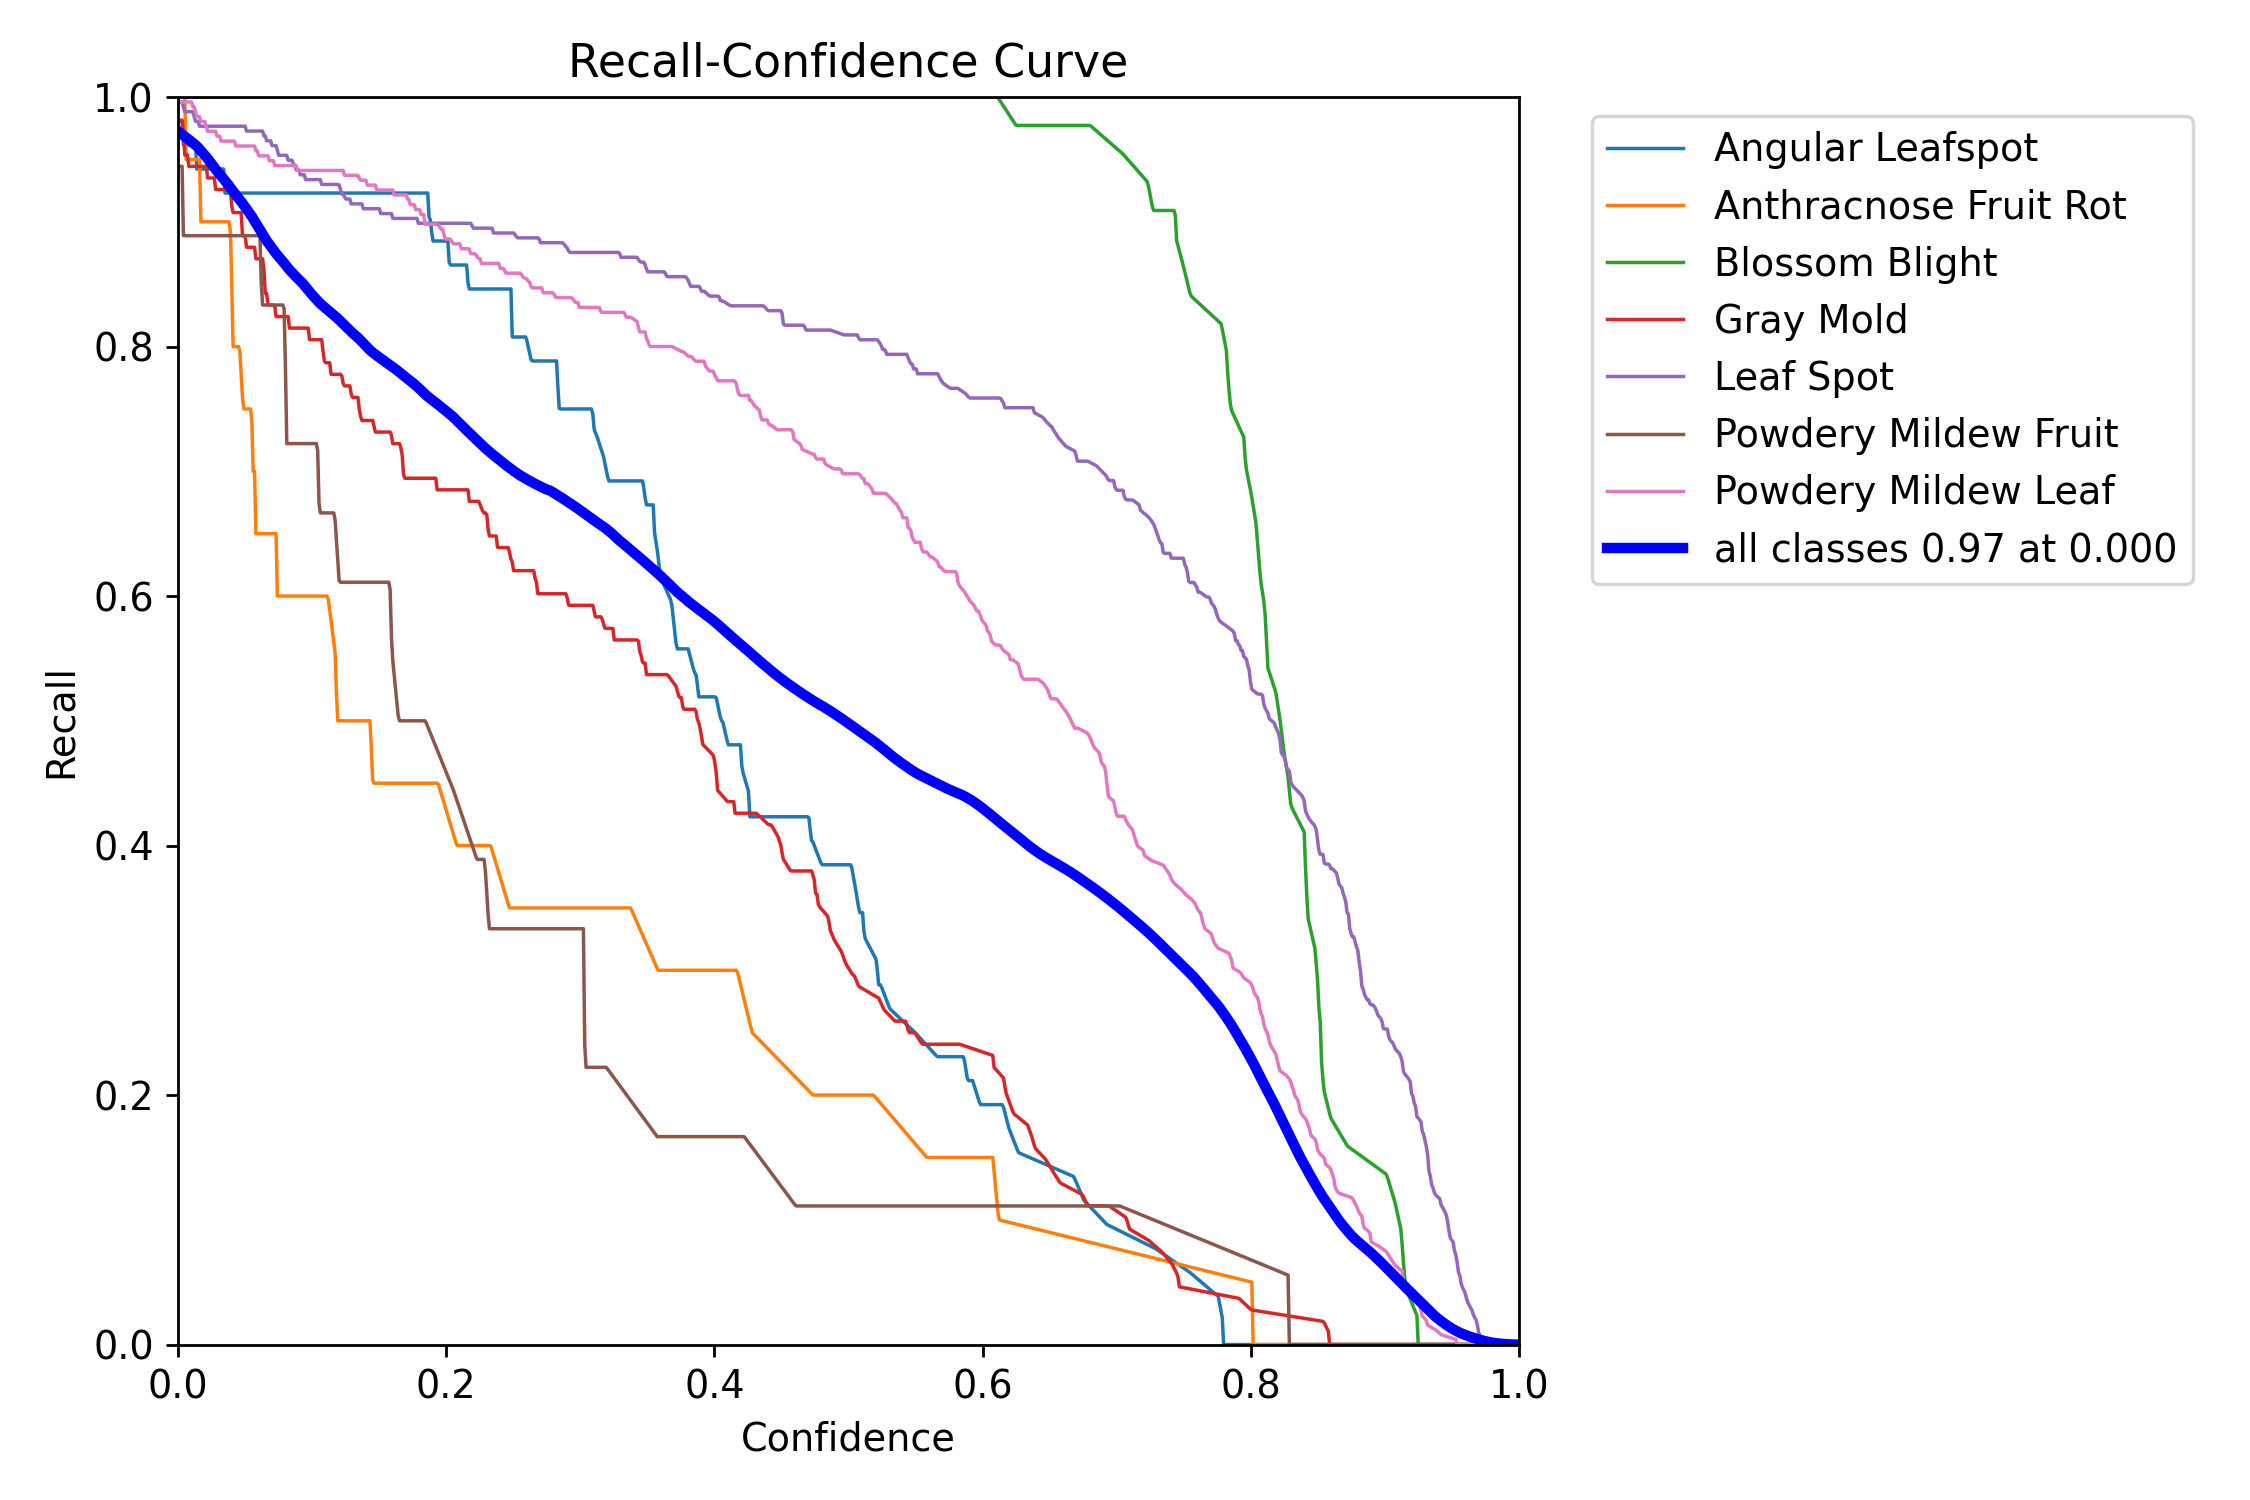 Recall-Confidence Curve
1.0
0.8
0.6
0.4
0.2
0.0
Recall
0.0 0.2 0.4 0.6 0.8 1.0
Confidence
Angular Leafspot
Anthracnose Fruit Rot
Blossom Blight
Gray Mold
Leaf Spot
Powdery Mildew Fruit
Powdery Mildew Leaf
all classes 0.97 at 0.000